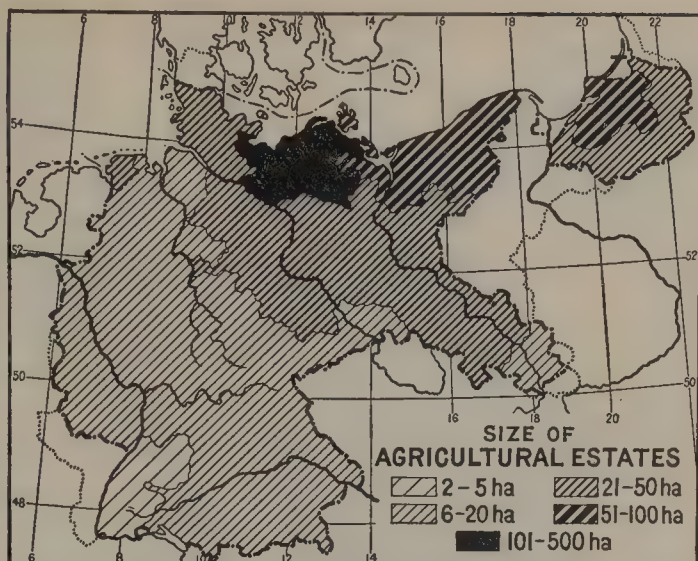 6 8 10 12 14 16 18 20 22
54
52 52
14
50 16 50
18
20
SIZE OF
AGRICULTURAL ESTATES
2-5 ha 21-50 ha
6-20 ha 51-100 ha
48
101-500 ha
6 8 10 12 14